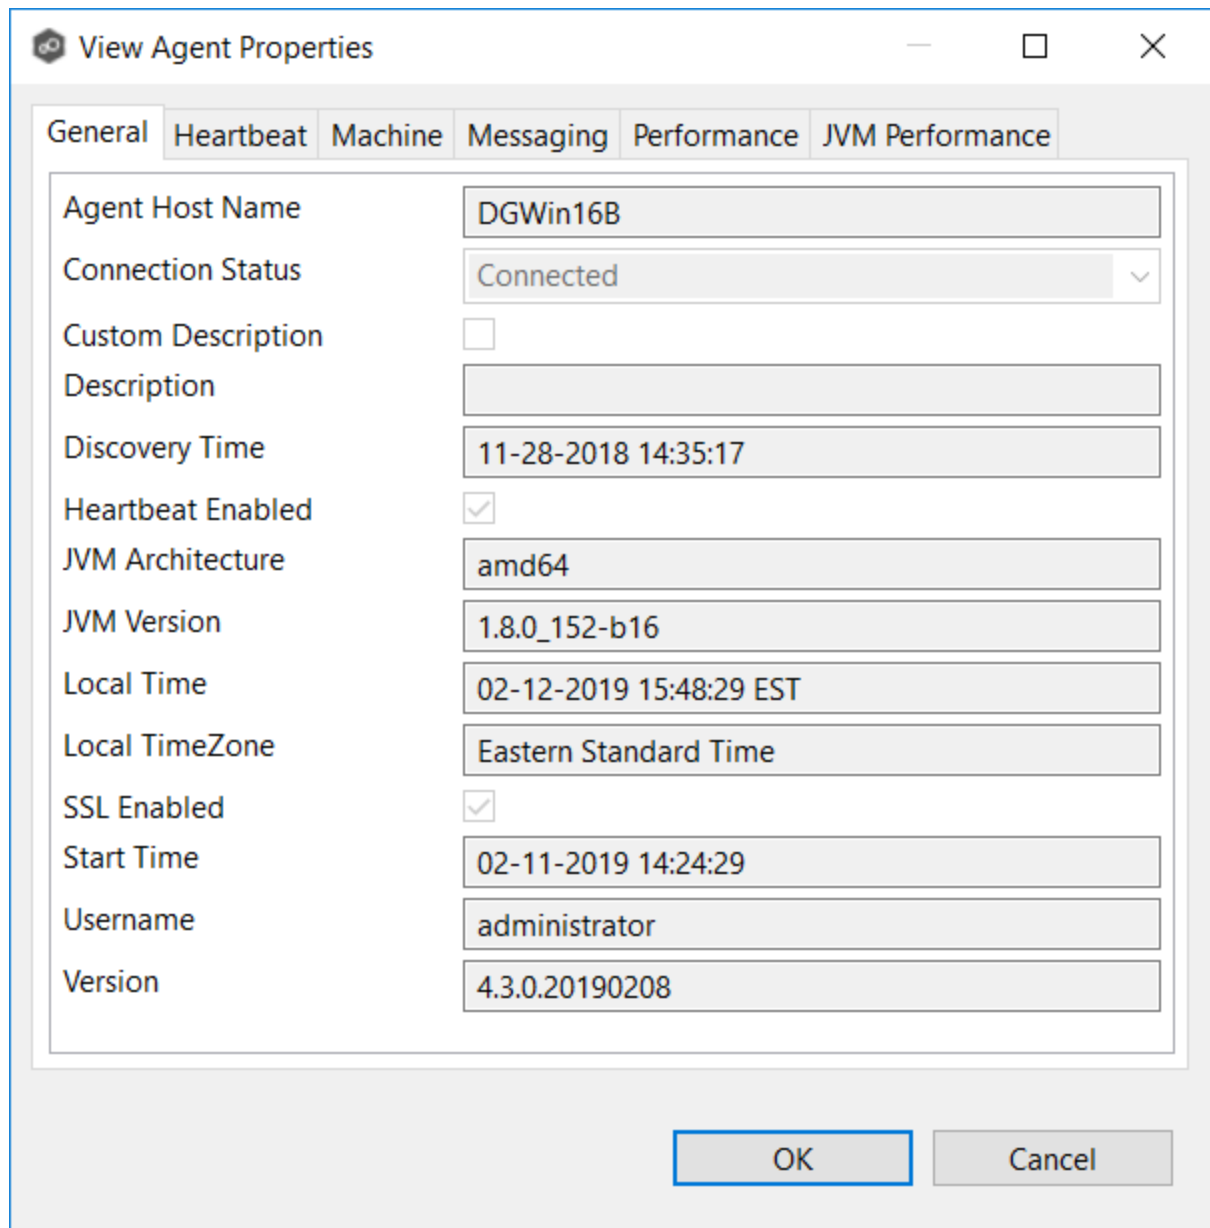 View Agent Properties
General Heartbeat Machine Messaging Performance JVM Performance
Agent Host Name DGWin16B
Connection Status Connected
Custom Description
Description
Discovery Time 11-28-2018 14:35:17
Heartbeat Enabled
JVM Architecture amd64
JVM Version 1.8.0_152-b16
Local Time 02-12-2019 15:48:29 EST
Local TimeZone Eastern Standard Time
SSL Enabled
Start Time 02-11-2019 14:24:29
Username administrator
Version 4.3.0.20190208
OK Cancel